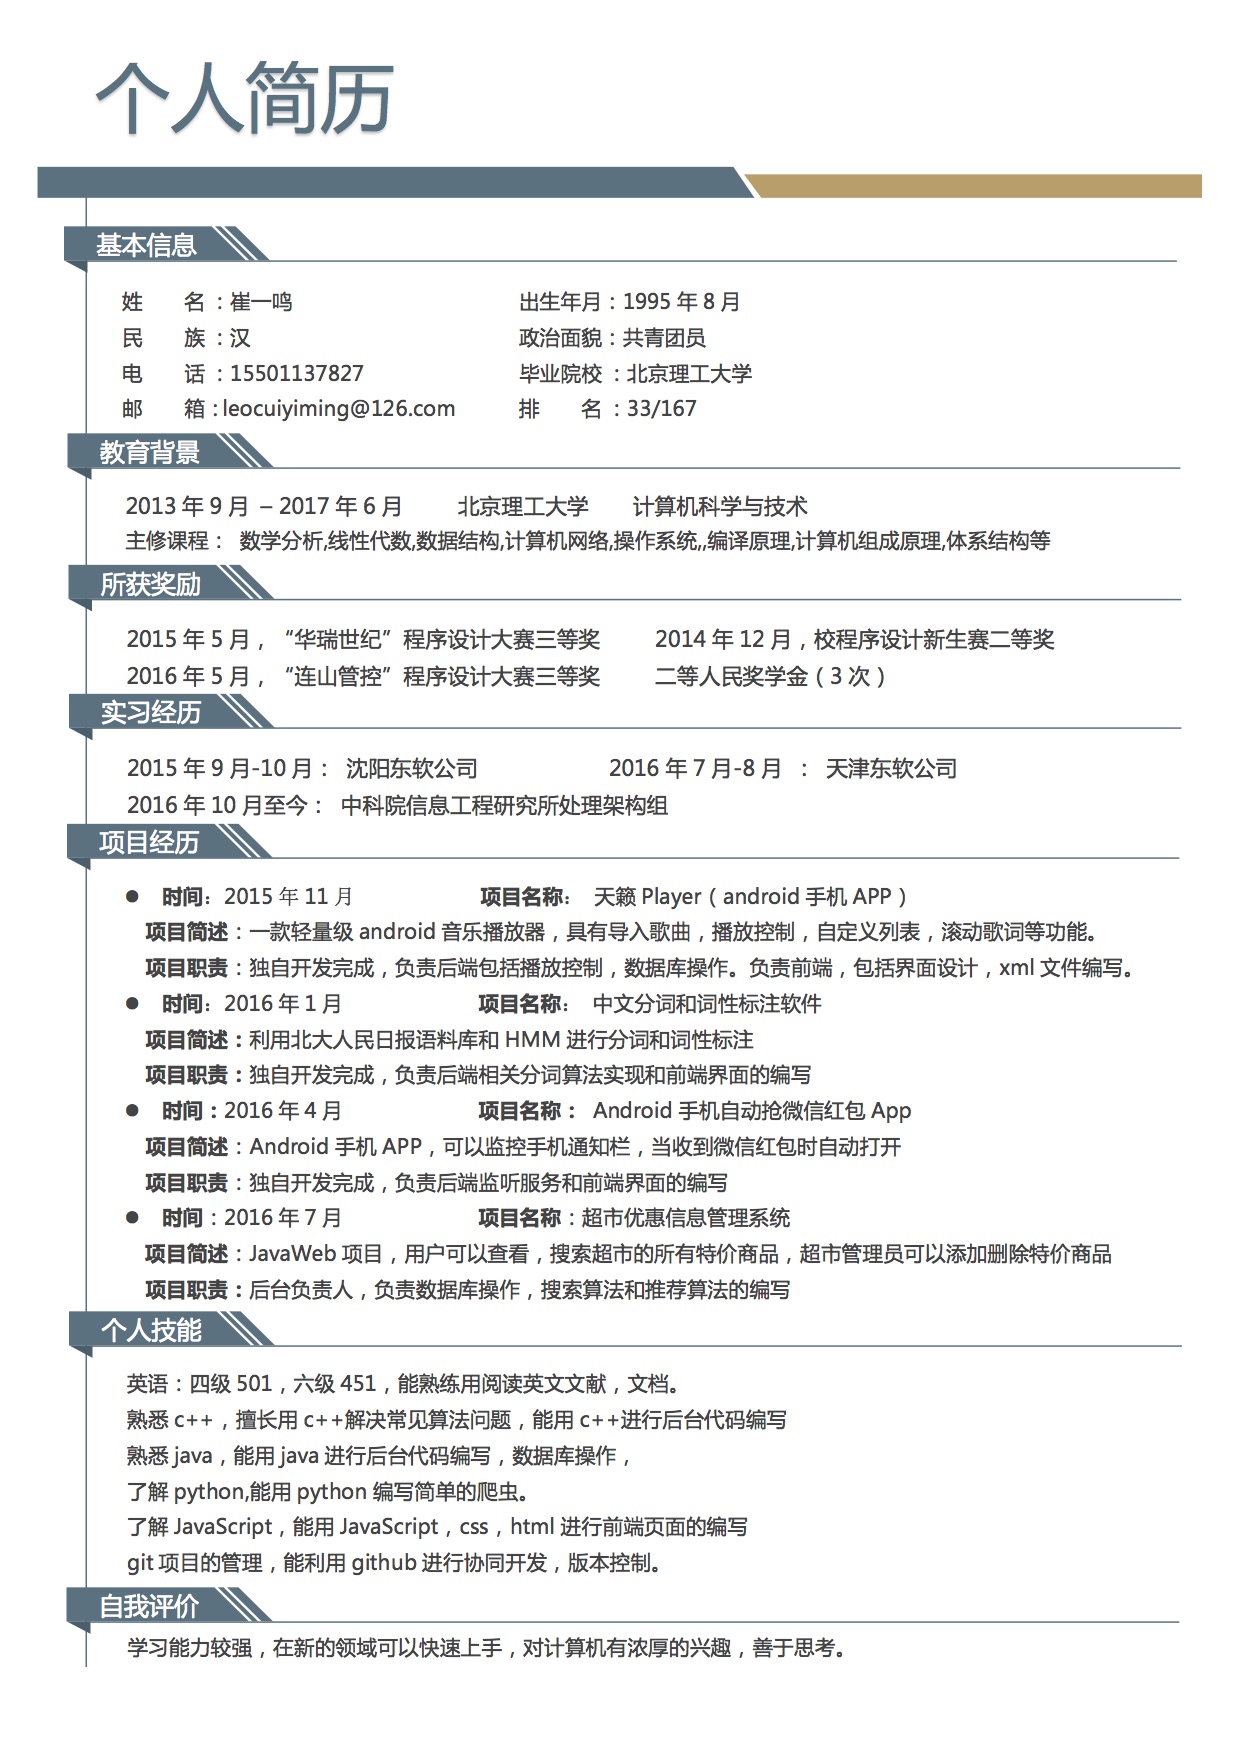 个人简历
基本信息
姓 名 ：崔一鸣 出生年月：1995 年 8 月
民 族 ：汉 政治面貌：共青团员
电 话 ：15501137827 毕业院校 ：北京理工大学
邮 箱：leocuiyiming@126.com 排 名 ：33/167
教育背景
2013 年 9 月 – 2017 年 6 月 北京理工大学 计算机科学与技术
主修课程： 数学分析,线性代数,数据结构,计算机网络,操作系统,,编译原理,计算机组成原理,体系结构等
所获奖励
2015 年 5 月，“华瑞世纪”程序设计大赛三等奖 2014 年 12 月，校程序设计新生赛二等奖
2016 年 5 月，“连山管控”程序设计大赛三等奖 二等人民奖学金（3 次）
实习经历
2015 年 9 月-10 月： 沈阳东软公司 2016 年 7 月-8 月 ： 天津东软公司
2016 年 10 月至今： 中科院信息工程研究所处理架构组
项目经历
● 时间：2015 年 11 月 项目名称： 天籁 Player（android 手机 APP）
项目简述：一款轻量级 android 音乐播放器，具有导入歌曲，播放控制，自定义列表，滚动歌词等功能。
项目职责：独自开发完成，负责后端包括播放控制，数据库操作。负责前端，包括界面设计，xml 文件编写。
● 时间：2016 年 1 月 项目名称： 中文分词和词性标注软件
项目简述：利用北大人民日报语料库和 HMM 进行分词和词性标注
项目职责：独自开发完成，负责后端相关分词算法实现和前端界面的编写
● 时间：2016 年 4 月 项目名称： Android 手机自动抢微信红包 App
项目简述：Android 手机 APP，可以监控手机通知栏，当收到微信红包时自动打开
项目职责：独自开发完成，负责后端监听服务和前端界面的编写
● 时间：2016 年 7 月 项目名称：超市优惠信息管理系统
项目简述：JavaWeb 项目，用户可以查看，搜索超市的所有特价商品，超市管理员可以添加删除特价商品
项目职责：后台负责人，负责数据库操作，搜索算法和推荐算法的编写
个人技能
英语：四级 501，六级 451，能熟练用阅读英文文献，文档。
熟悉 c++，擅长用 c++解决常见算法问题，能用 c++进行后台代码编写
熟悉 java，能用 java 进行后台代码编写，数据库操作，
了解 python,能用 python 编写简单的爬虫。
了解 JavaScript，能用 JavaScript，css，html 进行前端页面的编写
git 项目的管理，能利用 github 进行协同开发，版本控制。
自我评价
学习能力较强，在新的领域可以快速上手，对计算机有浓厚的兴趣，善于思考。